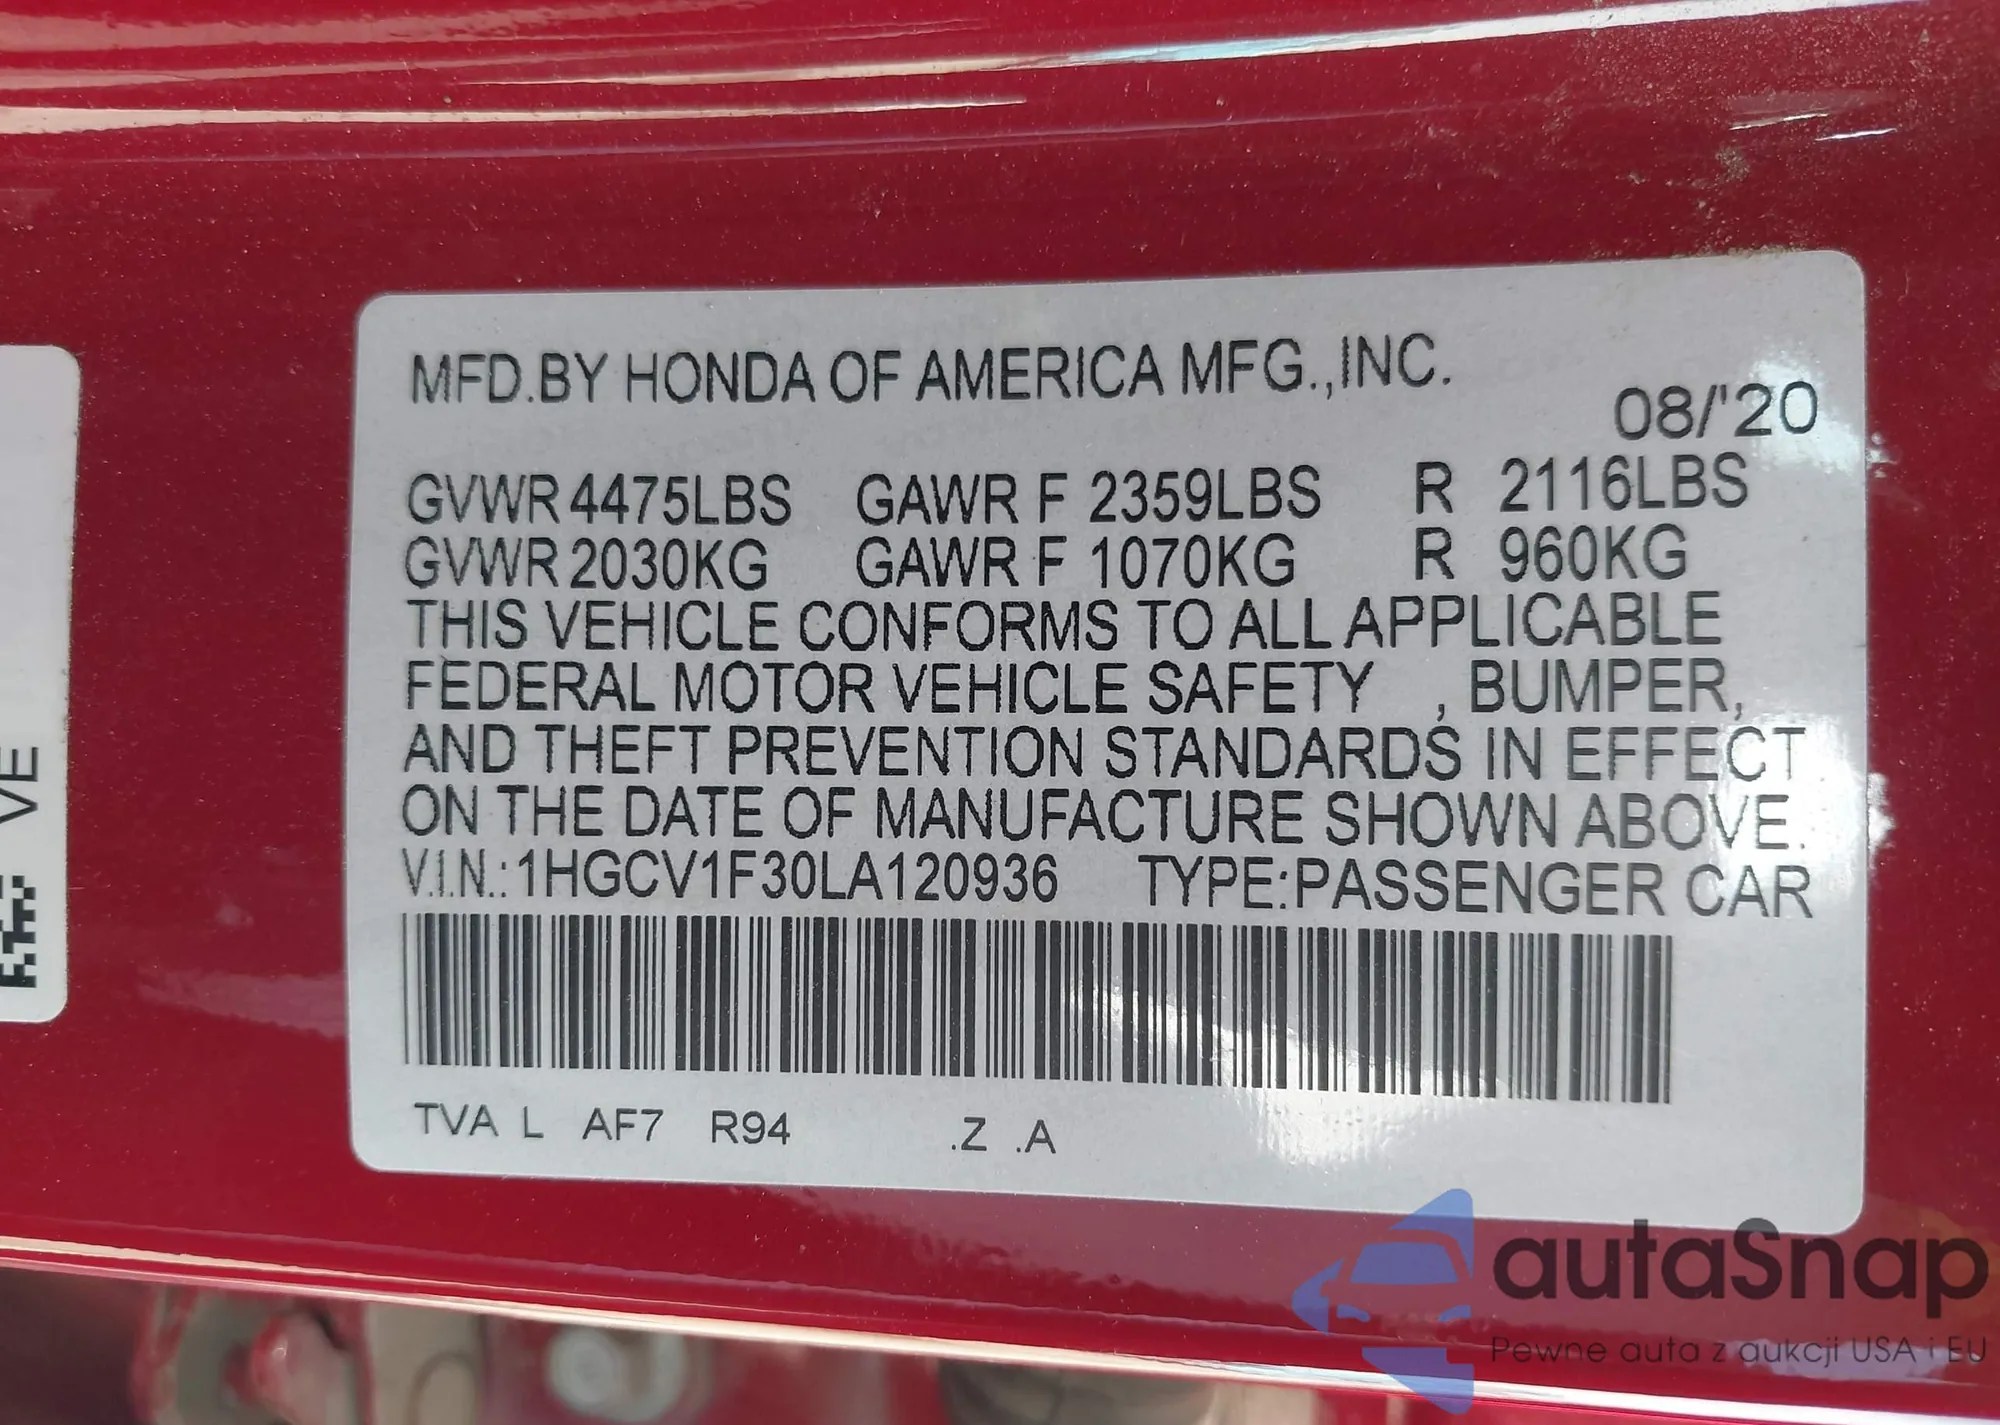 MFD.BY HONDA OF AMERICA MFG.,INC.
08/'20
GVWR 4475LBS GAWR F 2359LBS R 2116LBS
GVWR 2030KG GAWR F 1070KG R 960KG
THIS VEHICLE CONFORMS TO ALL APPLICABLE
FEDERAL MOTOR VEHICLE SAFETY , BUMPER,
AND THEFT PREVENTION STANDARDS IN EFFECT
ON THE DATE OF MANUFACTURE SHOWN ABOVE.
V.I.N.:1HGCV1F30LA120936 TYPE:PASSENGER CAR
TVA L AF7 R94 .Z .A
VE
autaSnap
Pewne auta z aukcji USA i EU